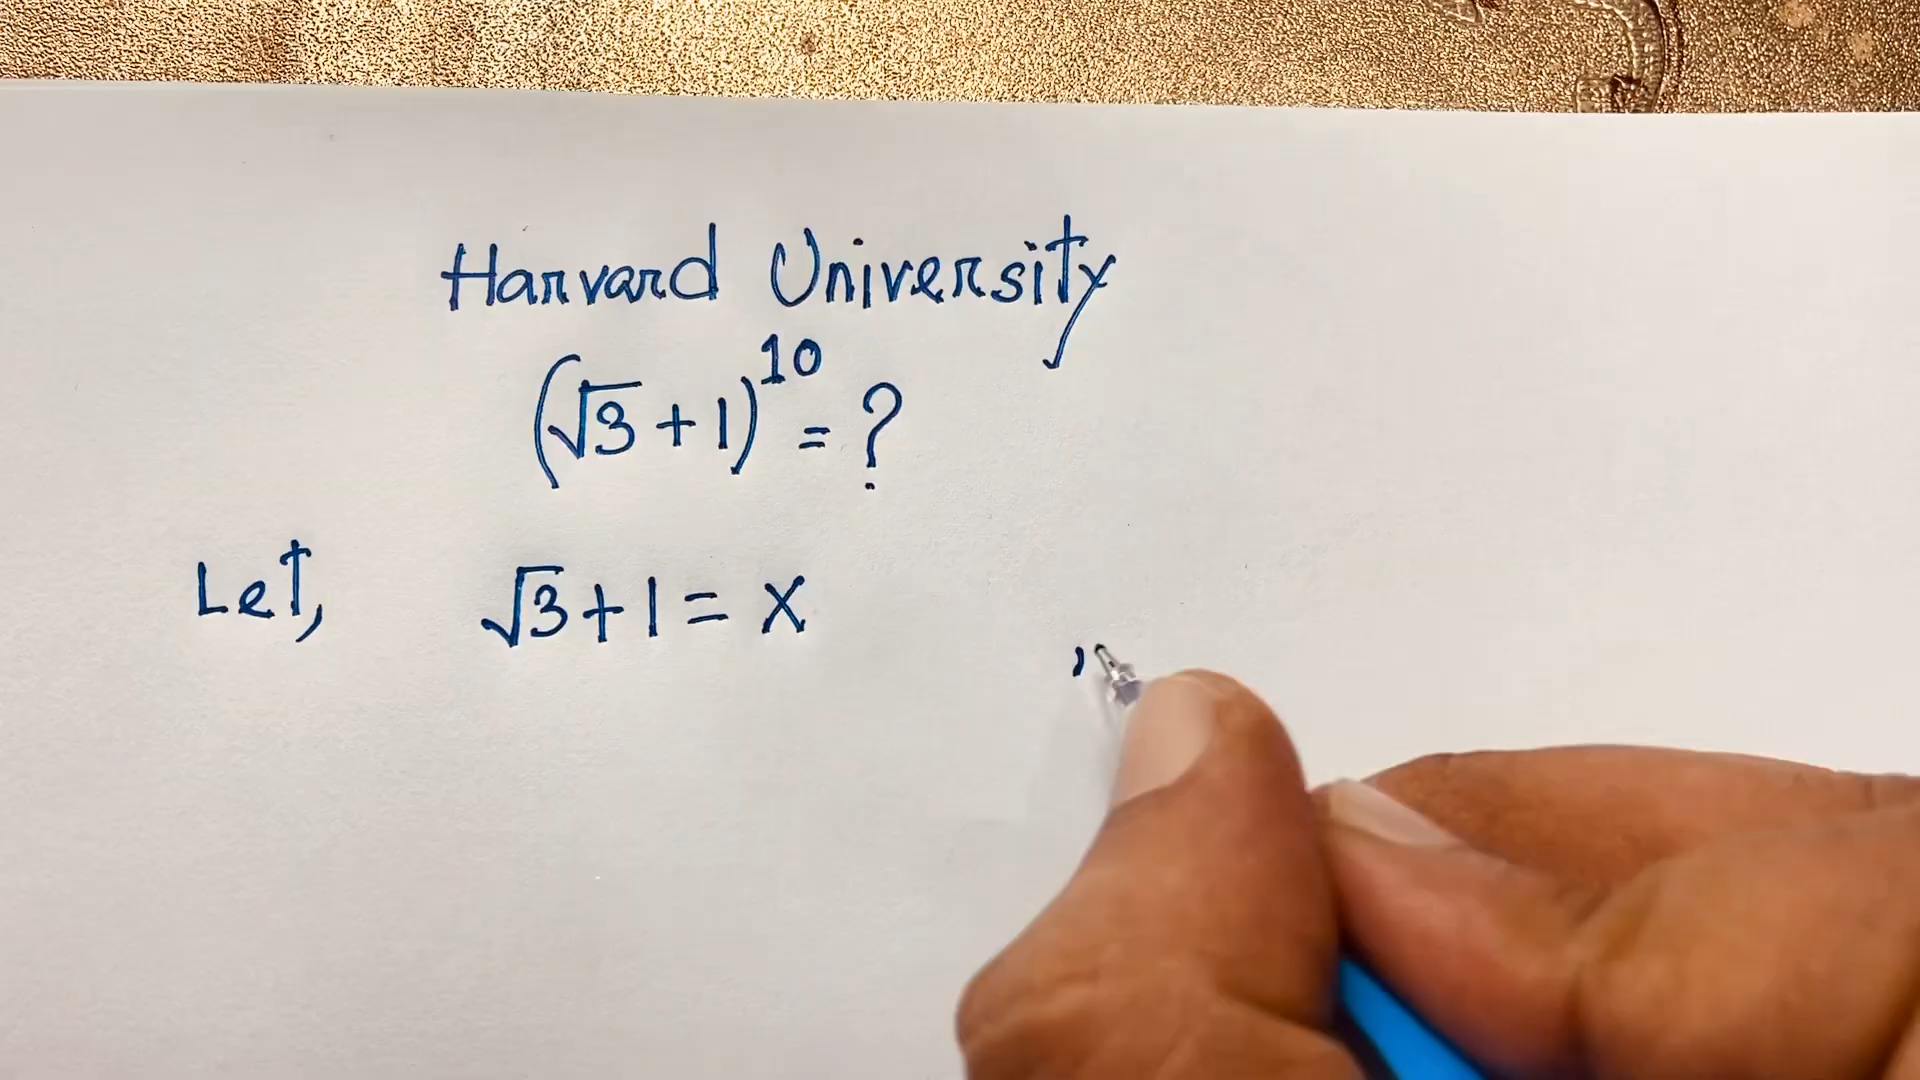 Harvard University
(√3+1)^10 = ?
Let, √3+1 = x ,